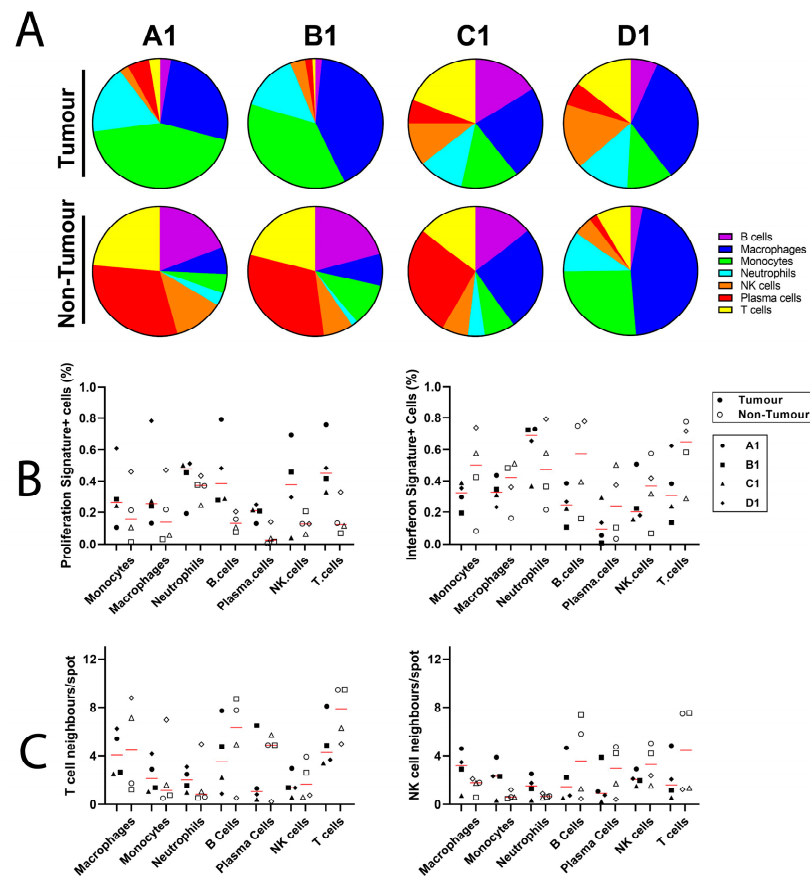 A
A1 B1 C1 D1
Tumour
Non-Tumour
B cells
Macrophages
Monocytes
Neutrophils
NK cells
Plasma cells
T cells
B
Proliferation Signature+ cells (%)
1.0
0.8
0.6
0.4
0.2
0.0
Monocytes
Macrophages
Neutrophils
B.cells
Plasma.cells
NK.cells
T.cells
Interferon Signature+ Cells (%)
1.0
0.8
0.6
0.4
0.2
0.0
Monocytes
Macrophages
Neutrophils
B.cells
Plasma.cells
NK.cells
T.cells
Tumour
Non-Tumour
A1
B1
C1
D1
C
T cell neighbours/spot
12
8
4
0
Macrophages
Monocytes
Neutrophils
B Cells
Plasma Cells
NK cells
T cells
NK cell neighbours/spot
12
8
4
0
Macrophages
Monocytes
Neutrophils
B Cells
Plasma Cells
NK cells
T cells